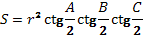 S = r² ctg A/2 ctg B/2 ctg C/2